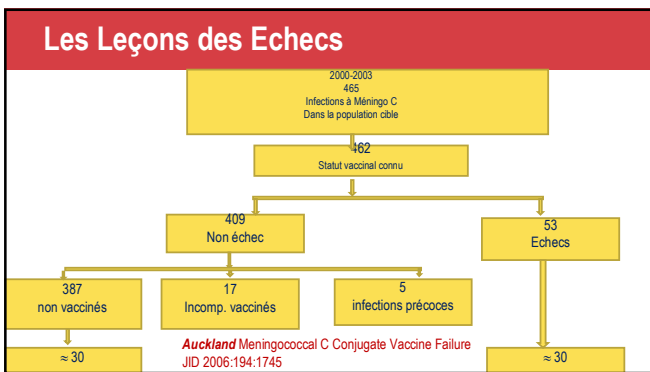 Les Leçons des Echecs
2000-2003
465
Infections à Méningo C
Dans la population cible
462
Statut vaccinal connu
409
Non échec
53
Echecs
387
non vaccinés
17
Incomp. vaccinés
5
infections précoces
≈ 30
Auckland Meningococcal C Conjugate Vaccine Failure
JID 2006:194:1745
≈ 30